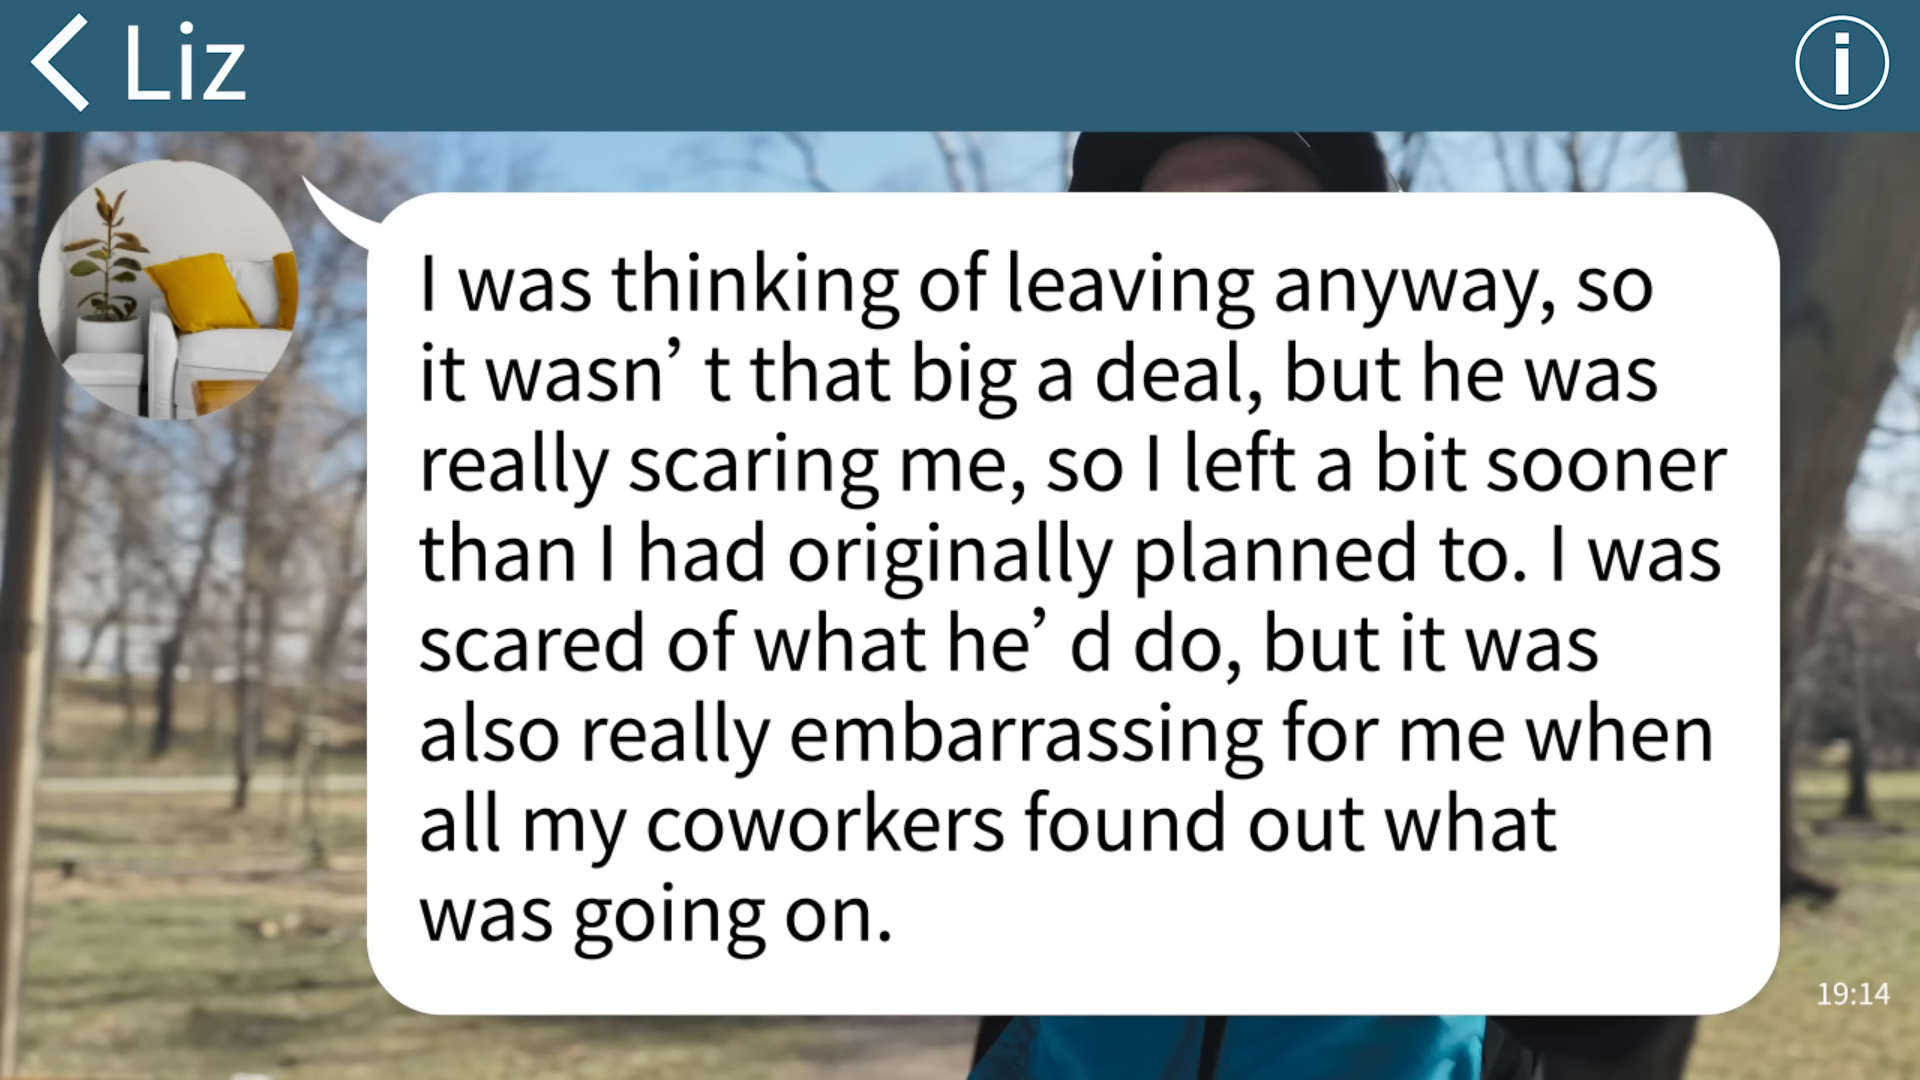 Liz
I was thinking of leaving anyway, so
it wasn’ t that big a deal, but he was
really scaring me, so I left a bit sooner
than I had originally planned to. I was
scared of what he’ d do, but it was
also really embarrassing for me when
all my coworkers found out what
was going on.
19:14